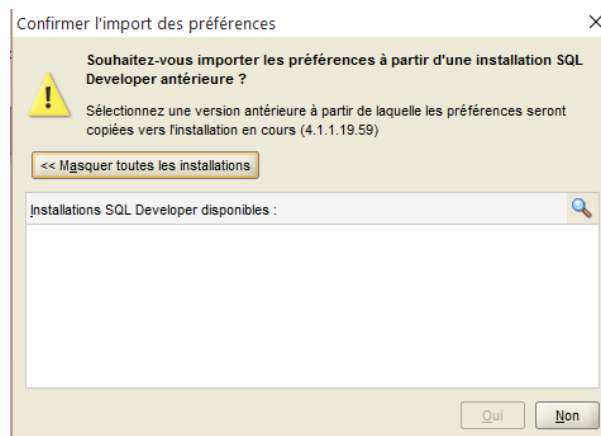 Confirmer l'import des préférences
Souhaitez-vous importer les préférences à partir d'une installation SQL
Developer antérieure ?
Sélectionnez une version antérieure à partir de laquelle les préférences seront
copiées vers l'installation en cours (4.1.1.19.59)
<< Masquer toutes les installations
Installations SQL Developer disponibles :
Oui
Non